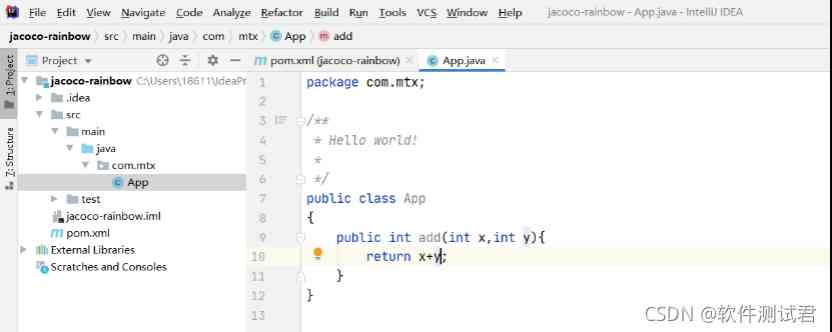 File Edit View Navigate Code Analyze Refactor Build Run Tools VCS Window Help jacoco-rainbow - App.java - IntelliJ IDEA
jacoco-rainbow src main java com mtx App add
Project pom.xml (jacoco-rainbow) App.java
1: Project
7: Structure
jacoco-rainbow C:\Users\18611\IdeaPr
.idea
src
main
java
com.mtx
App
test
jacoco-rainbow.iml
pom.xml
External Libraries
Scratches and Consoles
1 package com.mtx;
2
3 /**
4 * Hello world!
5 *
6 */
7 public class App
8 {
9 public int add(int x,int y){
10 return x+y;
11 }
12 }
13
CSDN @软件测试君